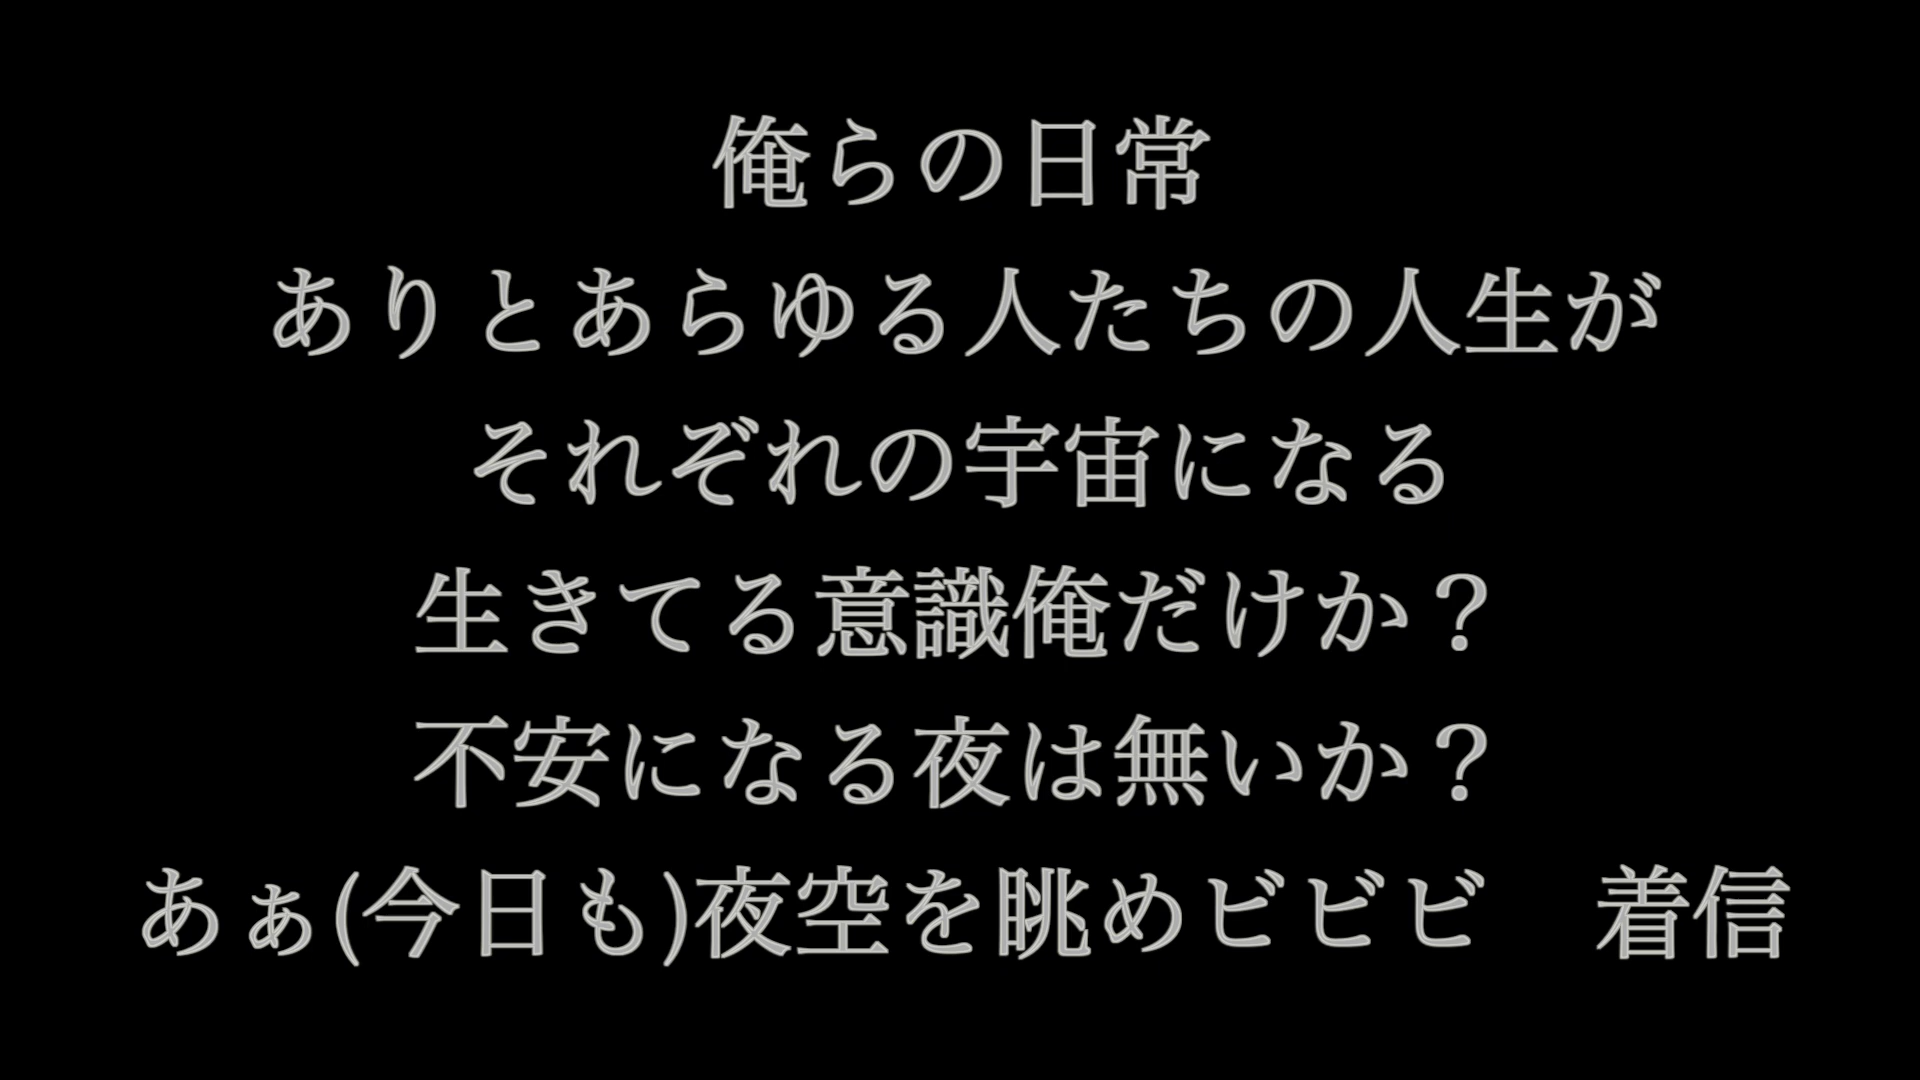 俺らの日常
ありとあらゆる人たちの人生が
それぞれの宇宙になる
生きてる意識俺だけか？
不安になる夜は無いか？
あぁ(今日も)夜空を眺めビビビ　着信